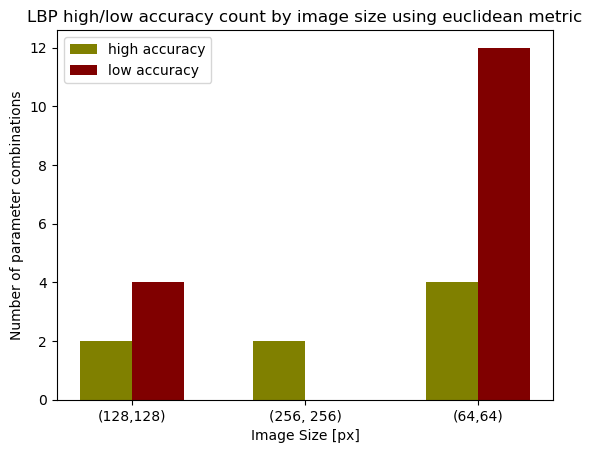 LBP high/low accuracy count by image size using euclidean metric
high accuracy
low accuracy
Number of parameter combinations
12
10
8
6
4
2
0
(128,128) (256, 256) (64,64)
Image Size [px]